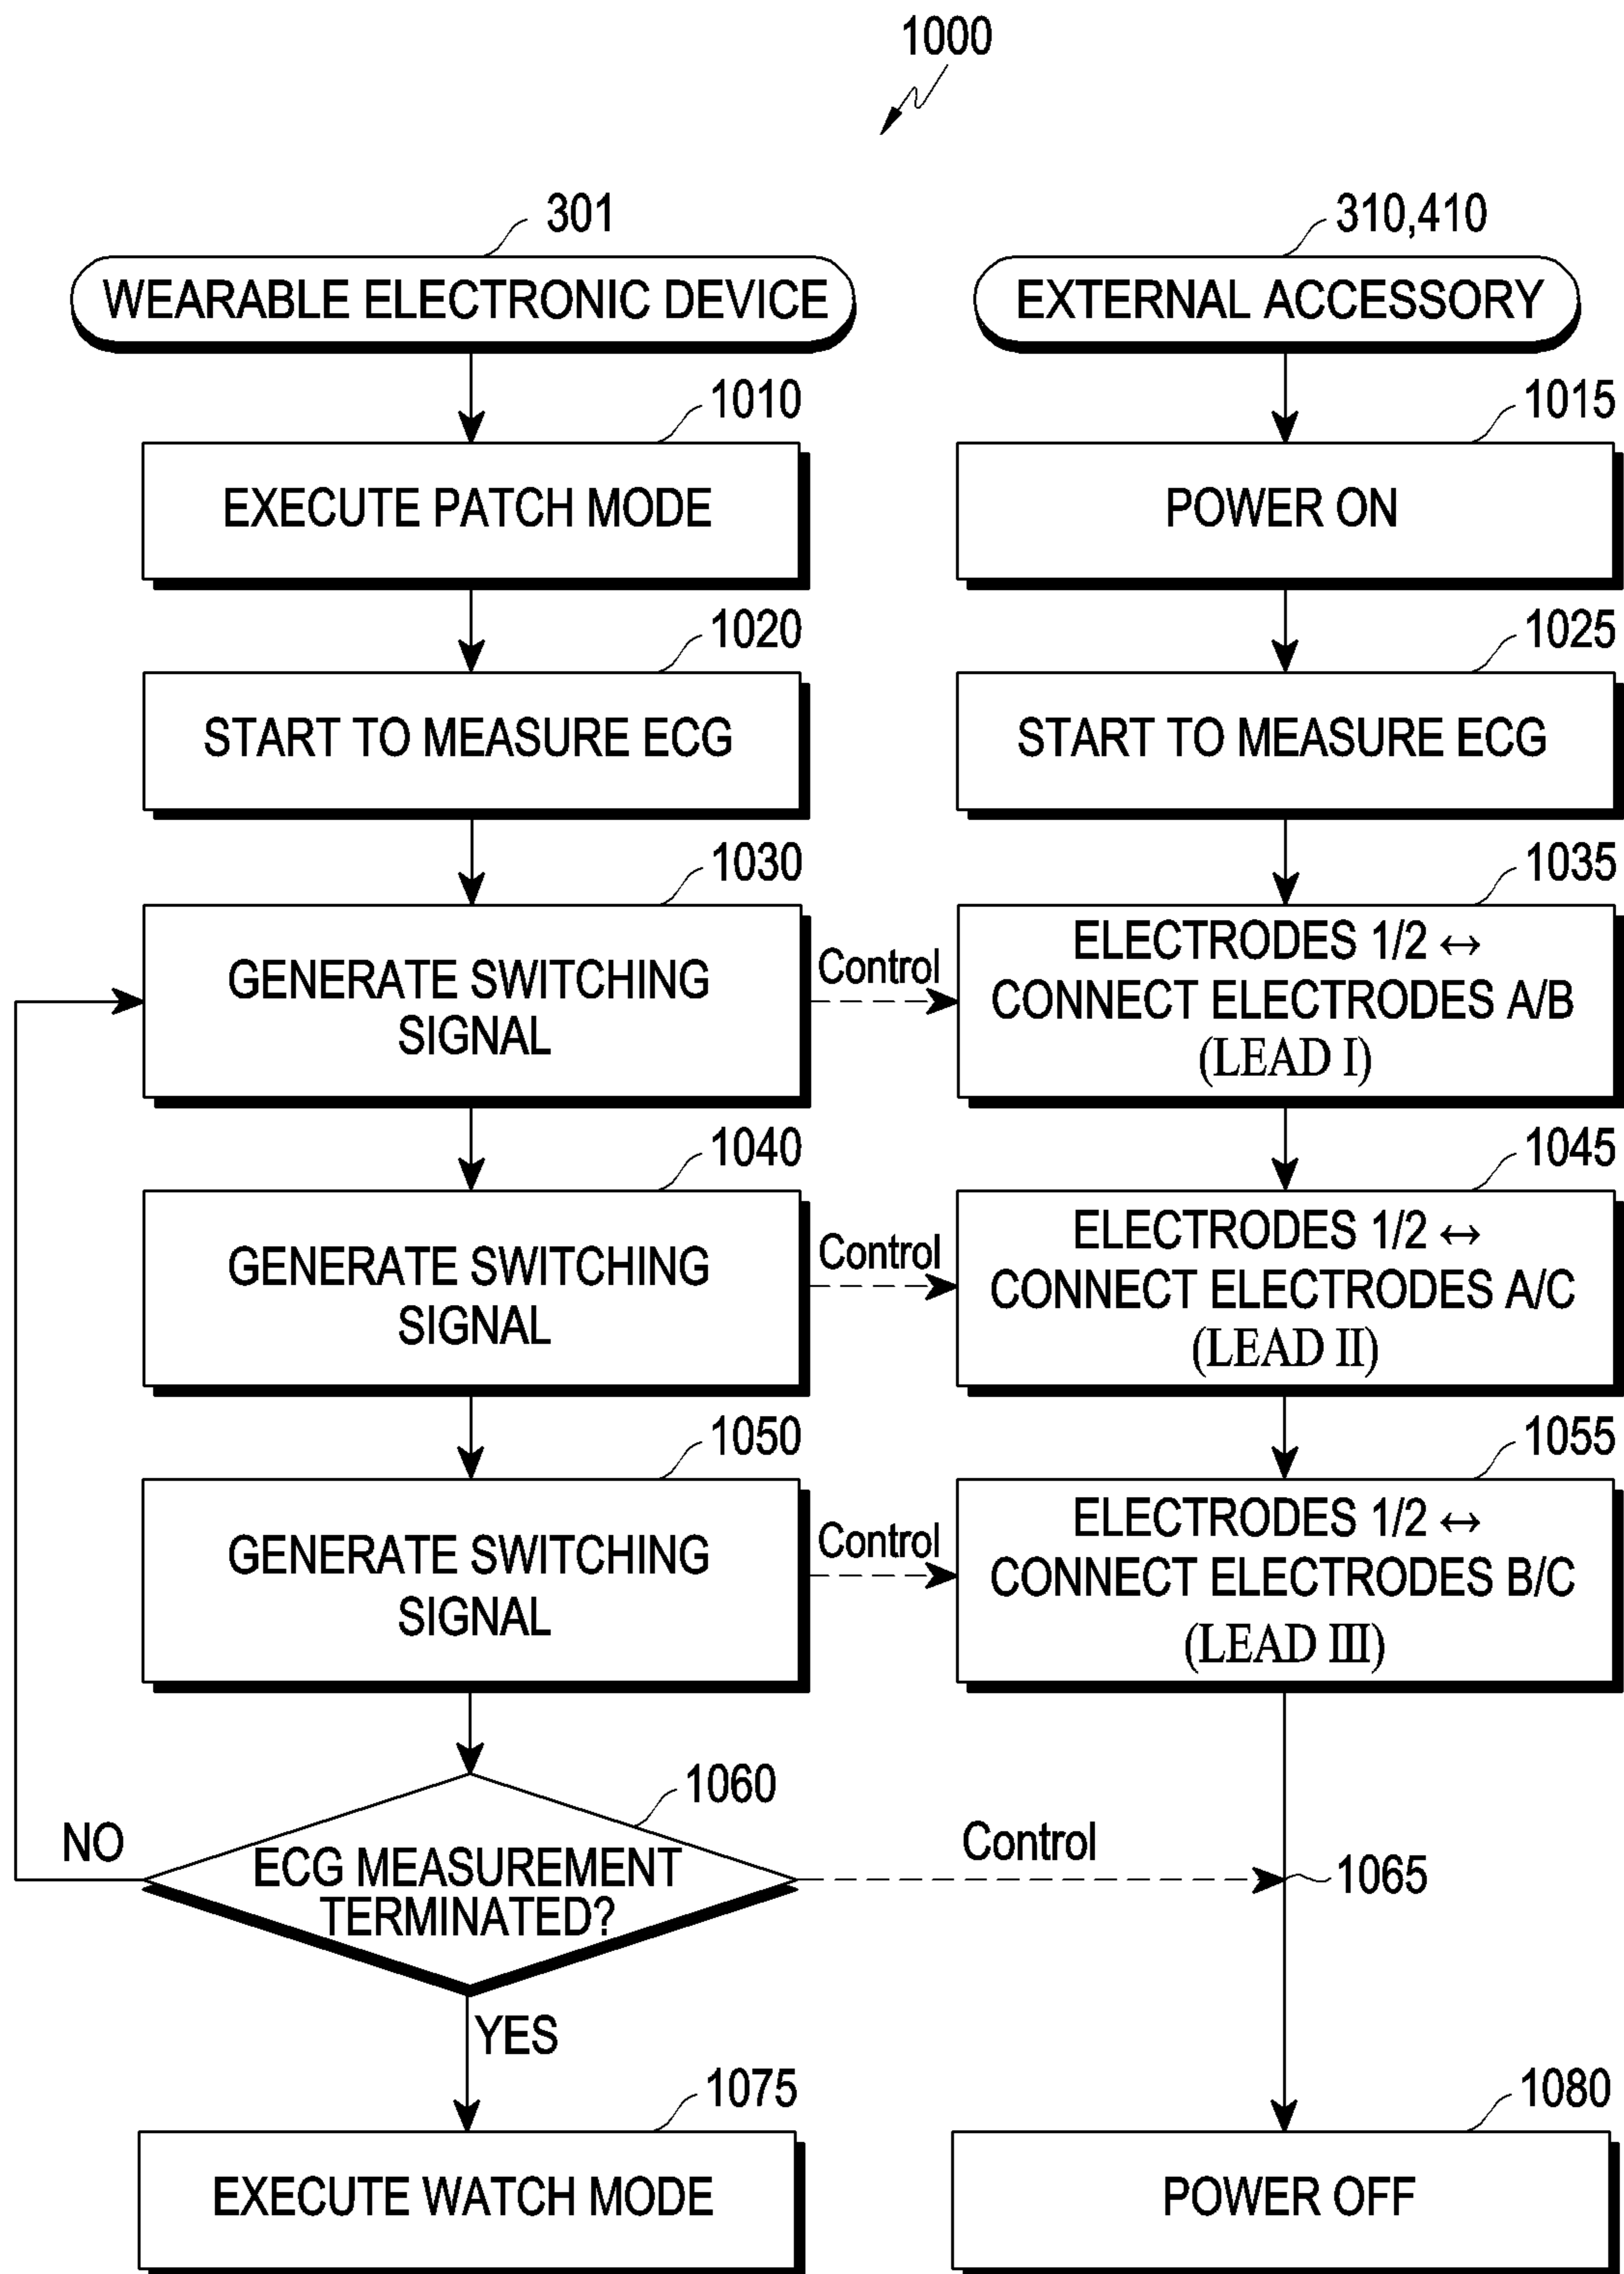 1000
301
310,410
WEARABLE ELECTRONIC DEVICE
EXTERNAL ACCESSORY
1010
1015
EXECUTE PATCH MODE
POWER ON
1020
1025
START TO MEASURE ECG
START TO MEASURE ECG
1030
1035
GENERATE SWITCHING
SIGNAL
Control
ELECTRODES 1/2 ↔
CONNECT ELECTRODES A/B
(LEAD I)
1040
1045
GENERATE SWITCHING
SIGNAL
Control
ELECTRODES 1/2 ↔
CONNECT ELECTRODES A/C
(LEAD II)
1050
1055
GENERATE SWITCHING
SIGNAL
Control
ELECTRODES 1/2 ↔
CONNECT ELECTRODES B/C
(LEAD III)
1060
NO
ECG MEASUREMENT
TERMINATED?
Control
1065
YES
1075
1080
EXECUTE WATCH MODE
POWER OFF